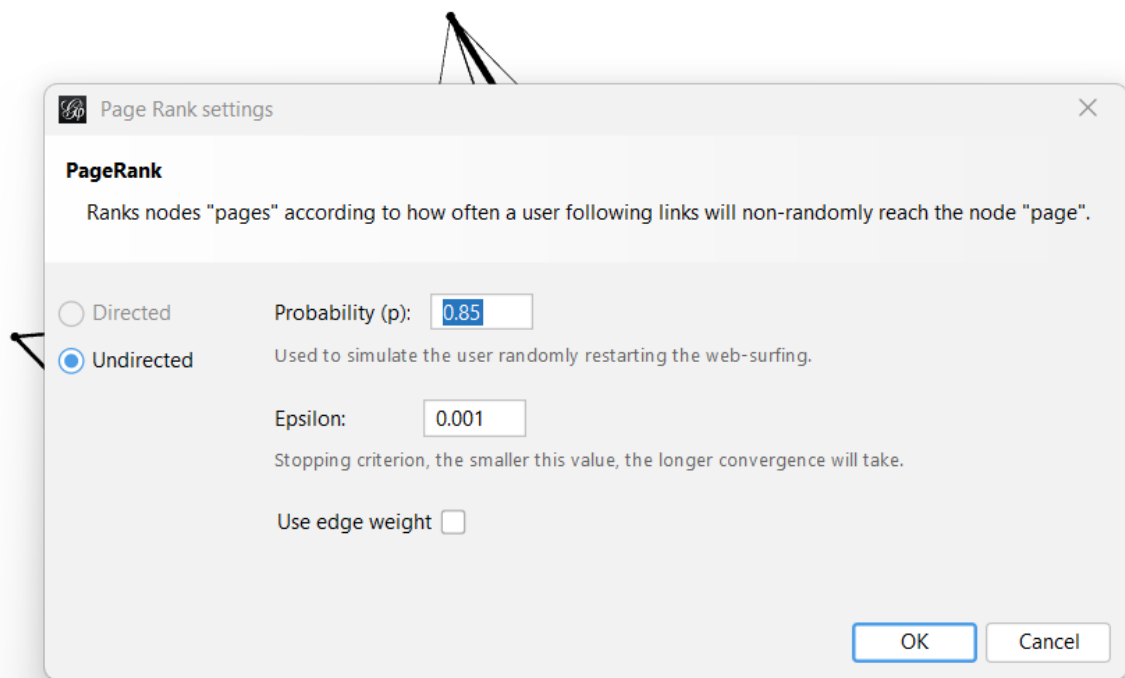 Page Rank settings
PageRank
Ranks nodes "pages" according to how often a user following links will non-randomly reach the node "page".
Directed
Probability (p): 0.85
Undirected
Used to simulate the user randomly restarting the web-surfing.
Epsilon: 0.001
Stopping criterion, the smaller this value, the longer convergence will take.
Use edge weight
OK Cancel